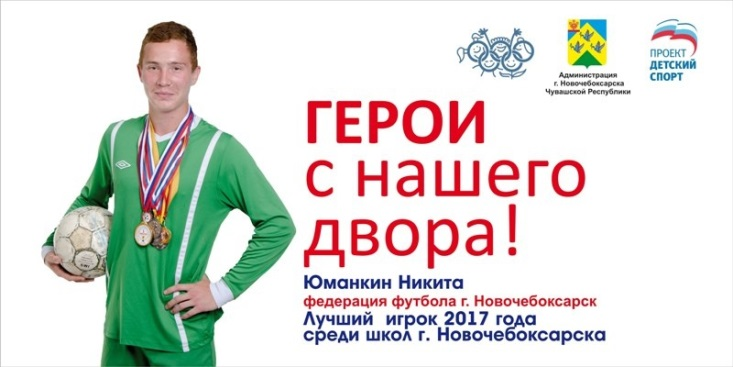 Администрация
г. Новочебоксарска
Чувашской Республики
ПРОЕКТ
ДЕТСКИЙ
СПОРТ
ГЕРОИ
с нашего
двора!
Юманкин Никита
федерация футбола г. Новочебоксарск
Лучший игрок 2017 года
среди школ г. Новочебоксарска